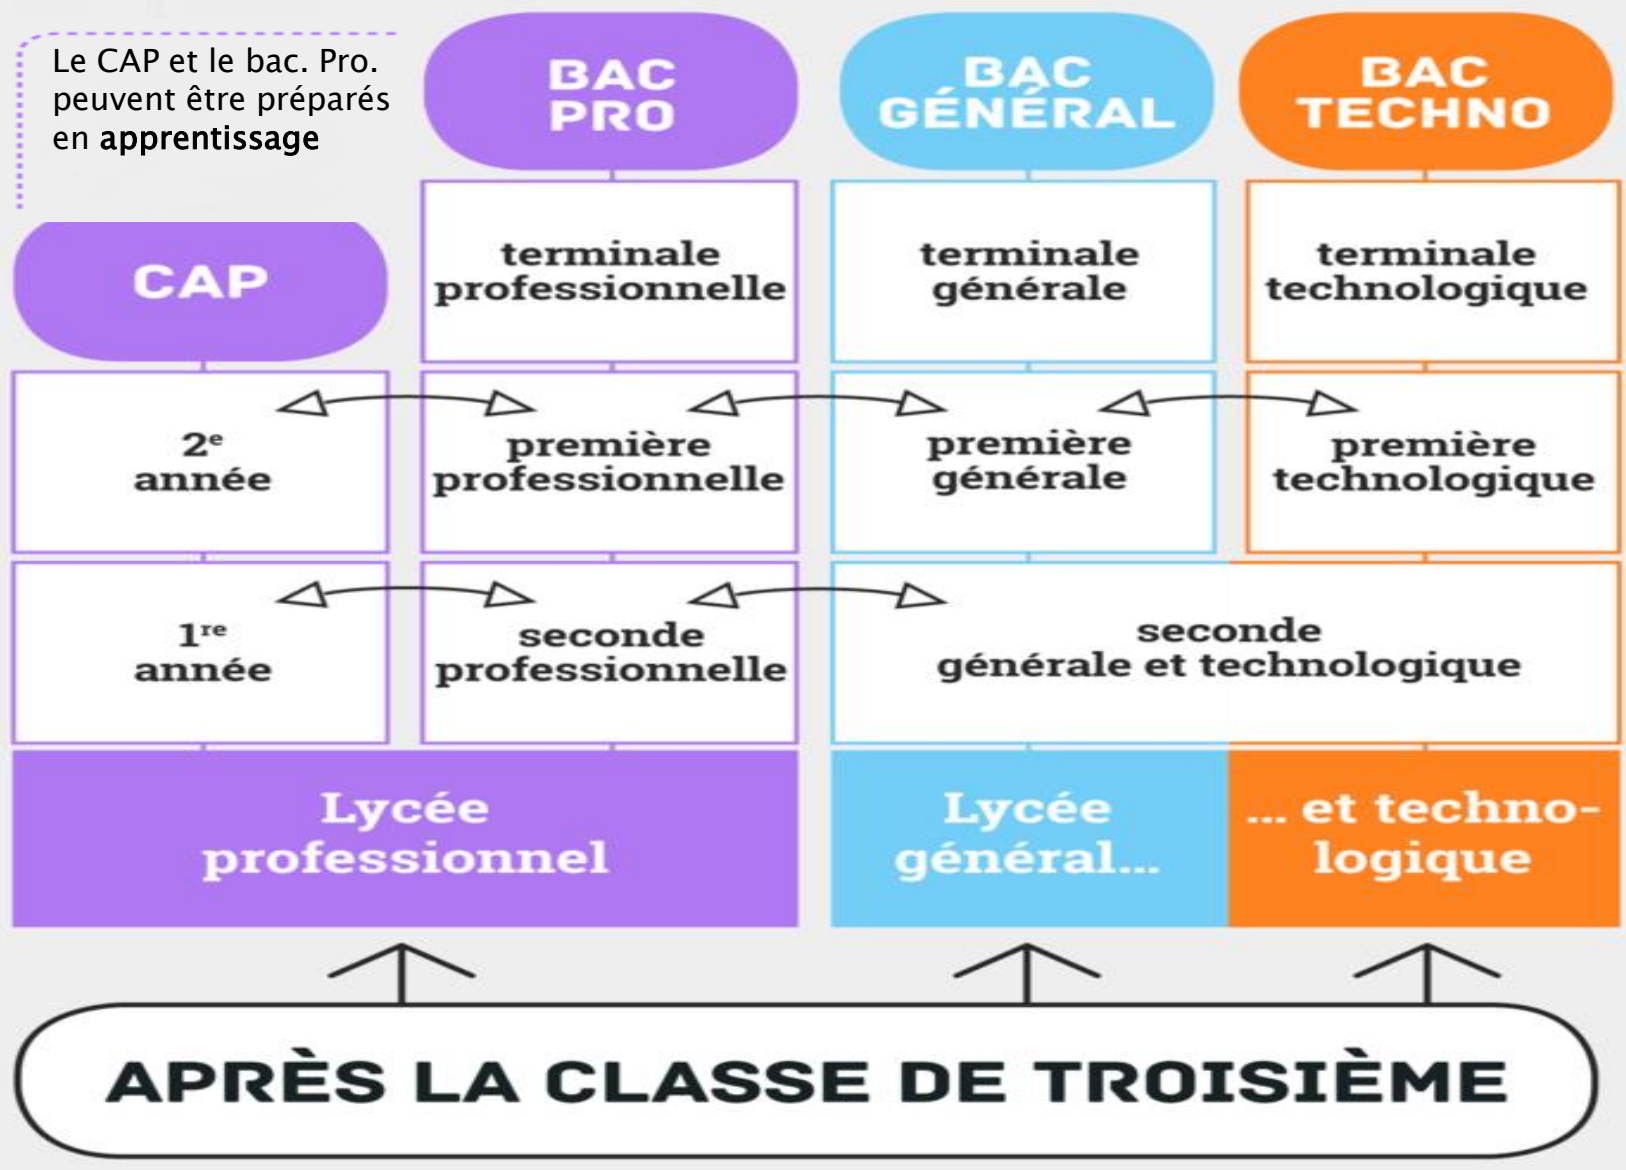 Le CAP et le bac. Pro.
peuvent être préparés
en apprentissage
BAC
PRO
BAC
GÉNÉRAL
BAC
TECHNO
CAP
terminale
professionnelle
terminale
générale
terminale
technologique
2e
année
première
professionnelle
première
générale
première
technologique
1re
année
seconde
professionnelle
seconde
générale et technologique
Lycée
professionnel
Lycée
général...
... et techno-
logique
APRÈS LA CLASSE DE TROISIÈME